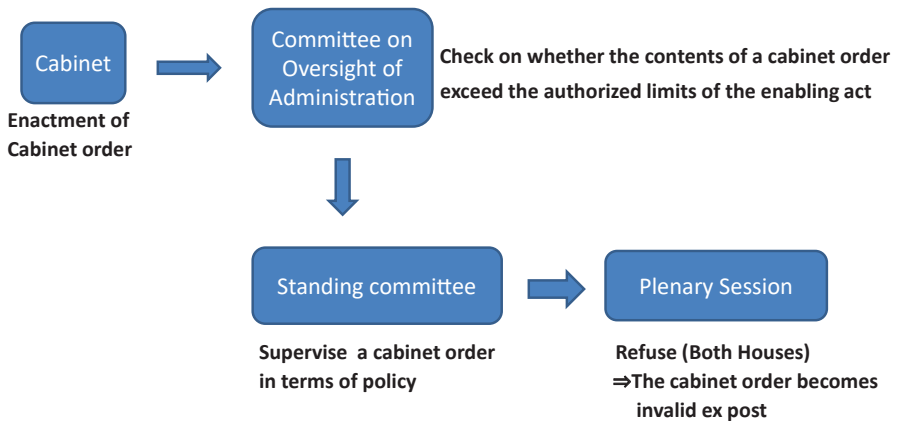 Cabinet
Enactment of
Cabinet order
Committee on
Oversight of
Administration
Check on whether the contents of a cabinet order
exceed the authorized limits of the enabling act
Standing committee
Supervise a cabinet order
in terms of policy
Plenary Session
Refuse (Both Houses)
⇒The cabinet order becomes
invalid ex post